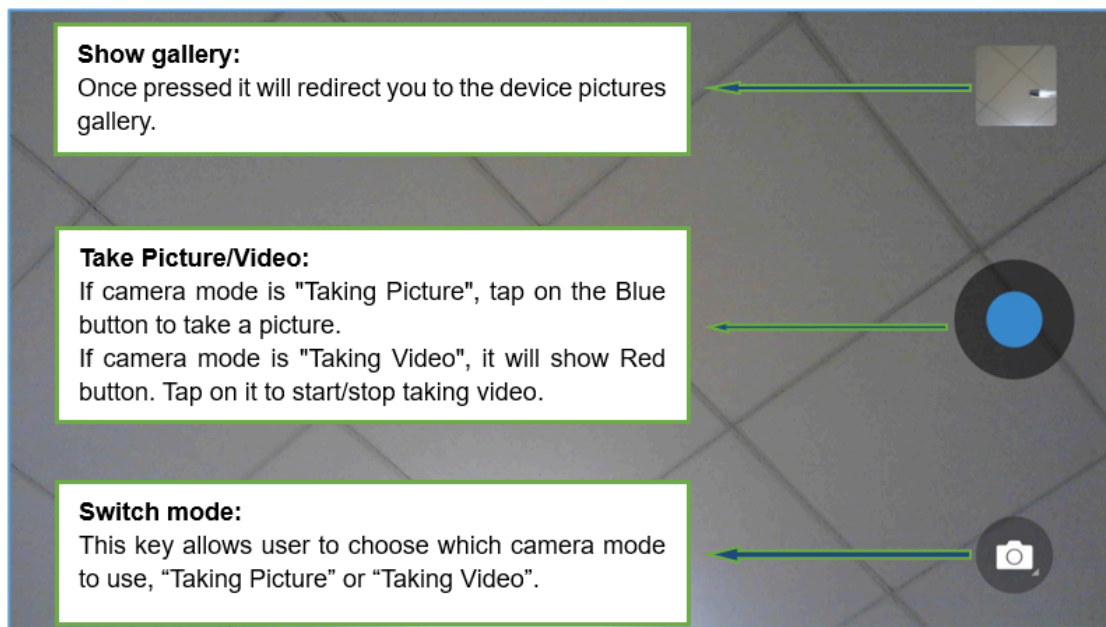 Show gallery:
Once pressed it will redirect you to the device pictures
gallery.
Take Picture/Video:
If camera mode is "Taking Picture", tap on the Blue
button to take a picture.
If camera mode is "Taking Video", it will show Red
button. Tap on it to start/stop taking video.
Switch mode:
This key allows user to choose which camera mode
to use, “Taking Picture” or “Taking Video”.